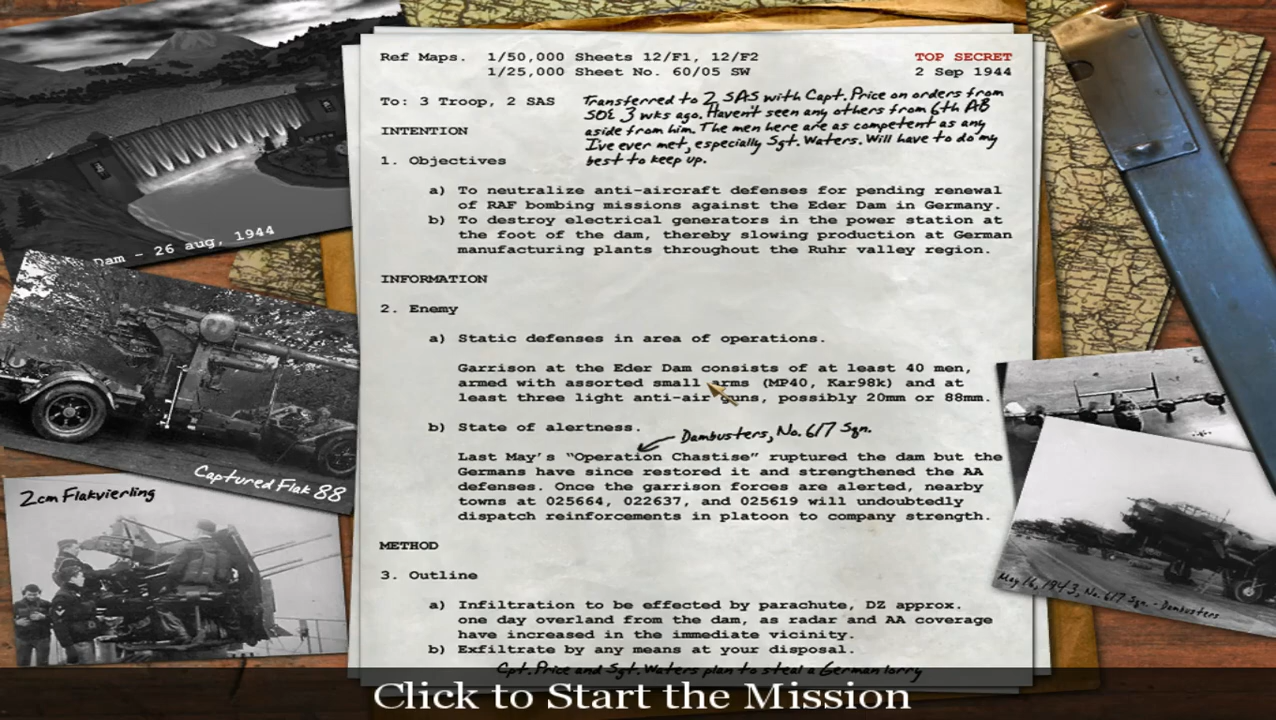 Ref Maps. 1/50,000 Sheets 12/F1, 12/F2
1/25,000 Sheet No. 60/05 SW
TOP SECRET
2 Sep 1944
To: 3 Troop, 2 SAS
Transferred to 2 SAS with Capt. Price on orders from
SOE 3 wks ago. Haven't seen any others from 6th AB
aside from him. The men here are as competent as any
I've ever met, especially Sgt. Waters. Will have to do my
best to keep up.
INTENTION
1. Objectives
a) To neutralize anti-aircraft defenses for pending renewal
of RAF bombing missions against the Eder Dam in Germany.
b) To destroy electrical generators in the power station at
the foot of the dam, thereby slowing production at German
manufacturing plants throughout the Ruhr valley region.
INFORMATION
2. Enemy
a) Static defenses in area of operations.
Garrison at the Eder Dam consists of at least 40 men,
armed with assorted small arms (MP40, Kar98k) and at
least three light anti-air guns, possibly 20mm or 88mm.
b) State of alertness.
Dambusters, No. 617 Sqn.
Last May's "Operation Chastise" ruptured the dam but the
Germans have since restored it and strengthened the AA
defenses. Once the garrison forces are alerted, nearby
towns at 025664, 022637, and 025619 will undoubtedly
dispatch reinforcements in platoon to company strength.
METHOD
3. Outline
a) Infiltration to be effected by parachute, DZ approx.
one day overland from the dam, as radar and AA coverage
have increased in the immediate vicinity.
b) Exfiltrate by any means at your disposal.
Cpt. Price and Sgt. Waters plan to steal a German lorry
Dam - 26 aug, 1944
Captured Flak 88
2cm Flakvierling
May 16, 1943, No. 617 Sqn. - Dambusters
Click to Start the Mission